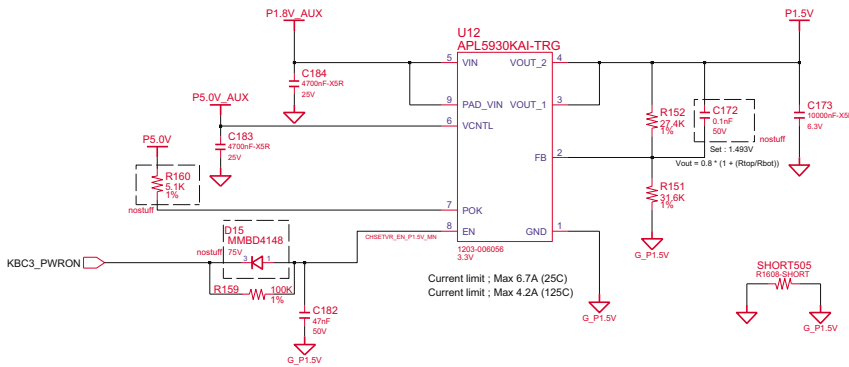 P1.8V_AUX
P1.5V
U12
APL5930KAI-TRG
5 VIN VOUT_2 4
C184
4700nF-X5R
25V
P5.0V_AUX
9 PAD_VIN VOUT_1 3
6 VCNTL
C183
4700nF-X5R
25V
R152
27.4K
1%
C172
0.1nF
50V
nostuff
C173
10000nF-X5
6.3V
P5.0V
R160
5.1K
1%
nostuff
FB 2
Set : 1.493V
Vout = 0.8 * (1 + (Rtop/Rbot))
R151
31.6K
1%
7 POK
8 EN GND 1
CHSETVR_EN_P1.5V_MN
D15
MMBD4148
nostuff 75V
3 1
1203-006056
3.3V
G_P1.5V
KBC3_PWRON
R159 100K
1%
C182
47nF
50V
G_P1.5V
Current limit ; Max 6.7A (25C)
Current limit ; Max 4.2A (125C)
G_P1.5V
SHORT505
R1608-SHORT
G_P1.5V